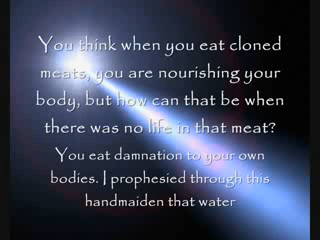 You think when you eat cloned
meats, you are nourishing your
body, but how can that be when
there was no life in that meat?
You eat damnation to your own
bodies. I prophesied through this
handmaiden that water